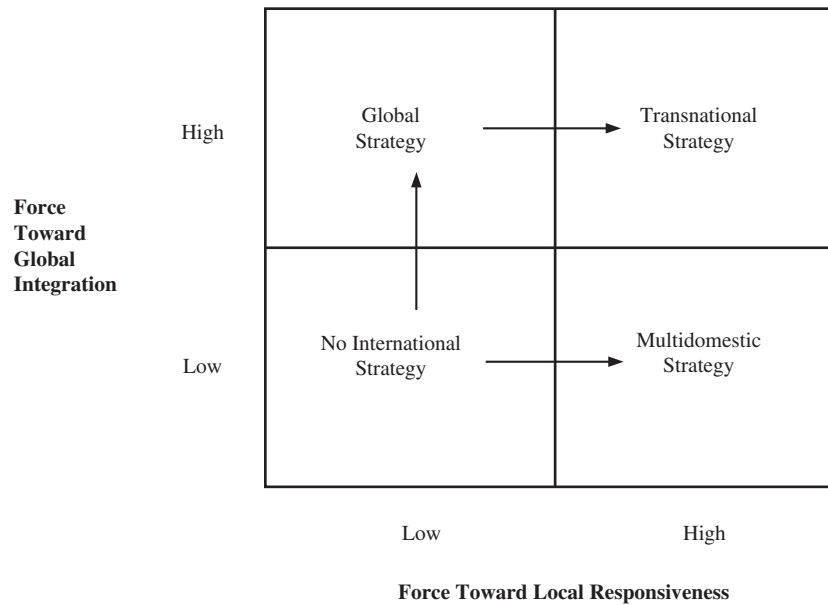 Global
Strategy
Transnational
Strategy
High
Force
Toward
Global
Integration
No International
Strategy
Multidomestic
Strategy
Low
Low
High
Force Toward Local Responsiveness